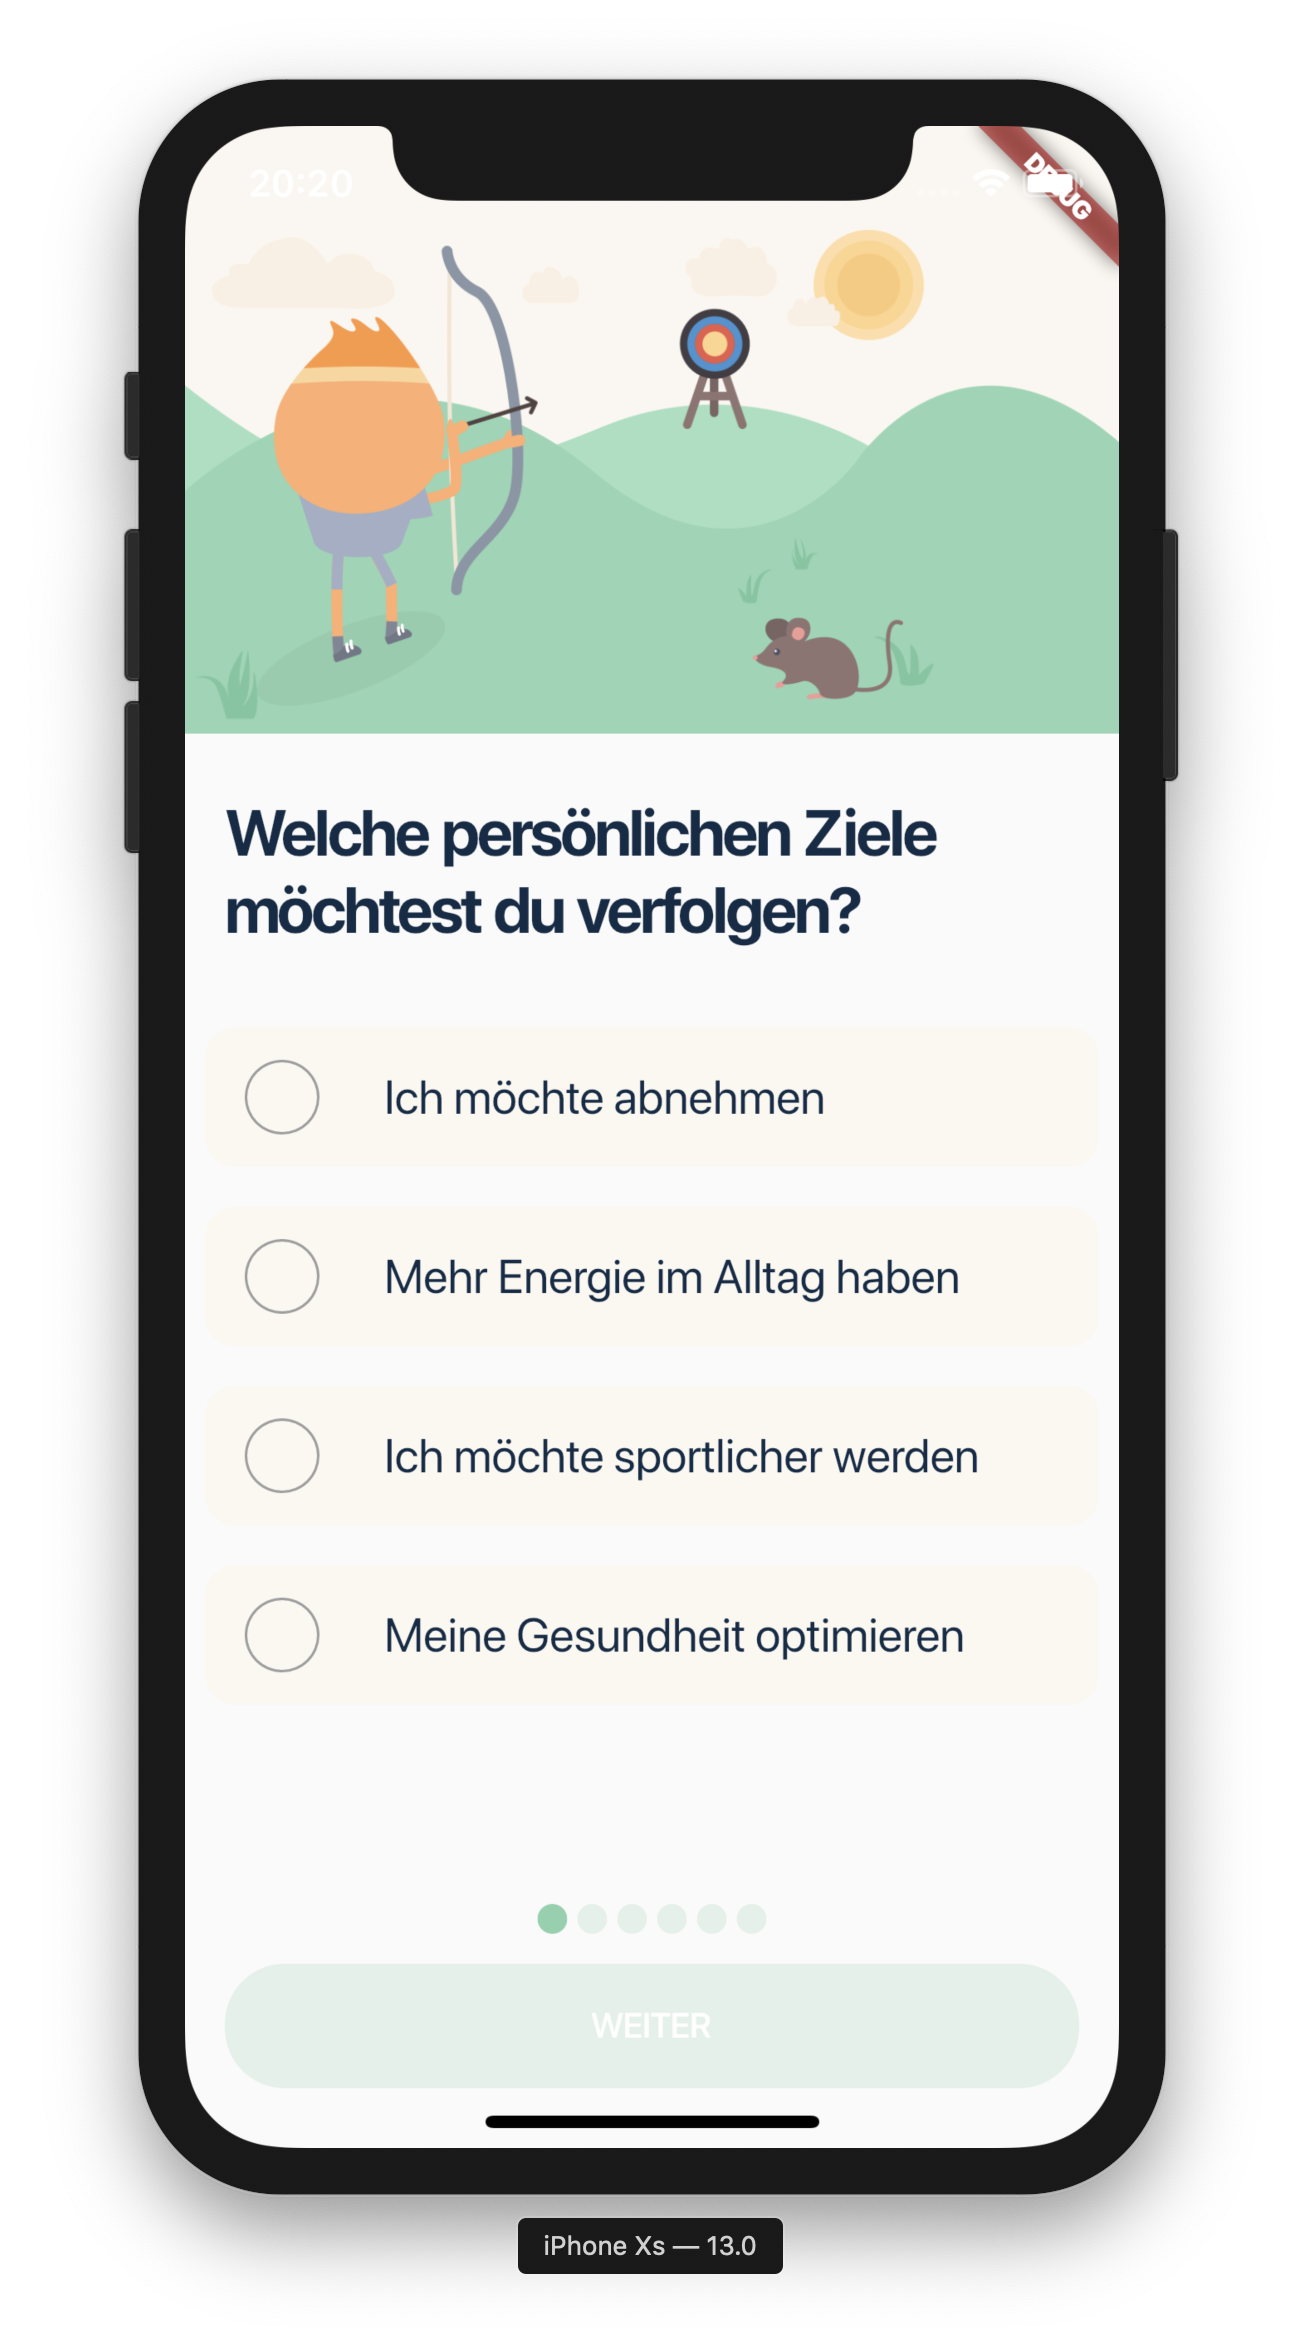 20:20
DEBUG
Welche persönlichen Ziele
möchtest du verfolgen?
Ich möchte abnehmen
Mehr Energie im Alltag haben
Ich möchte sportlicher werden
Meine Gesundheit optimieren
WEITER
iPhone Xs — 13.0